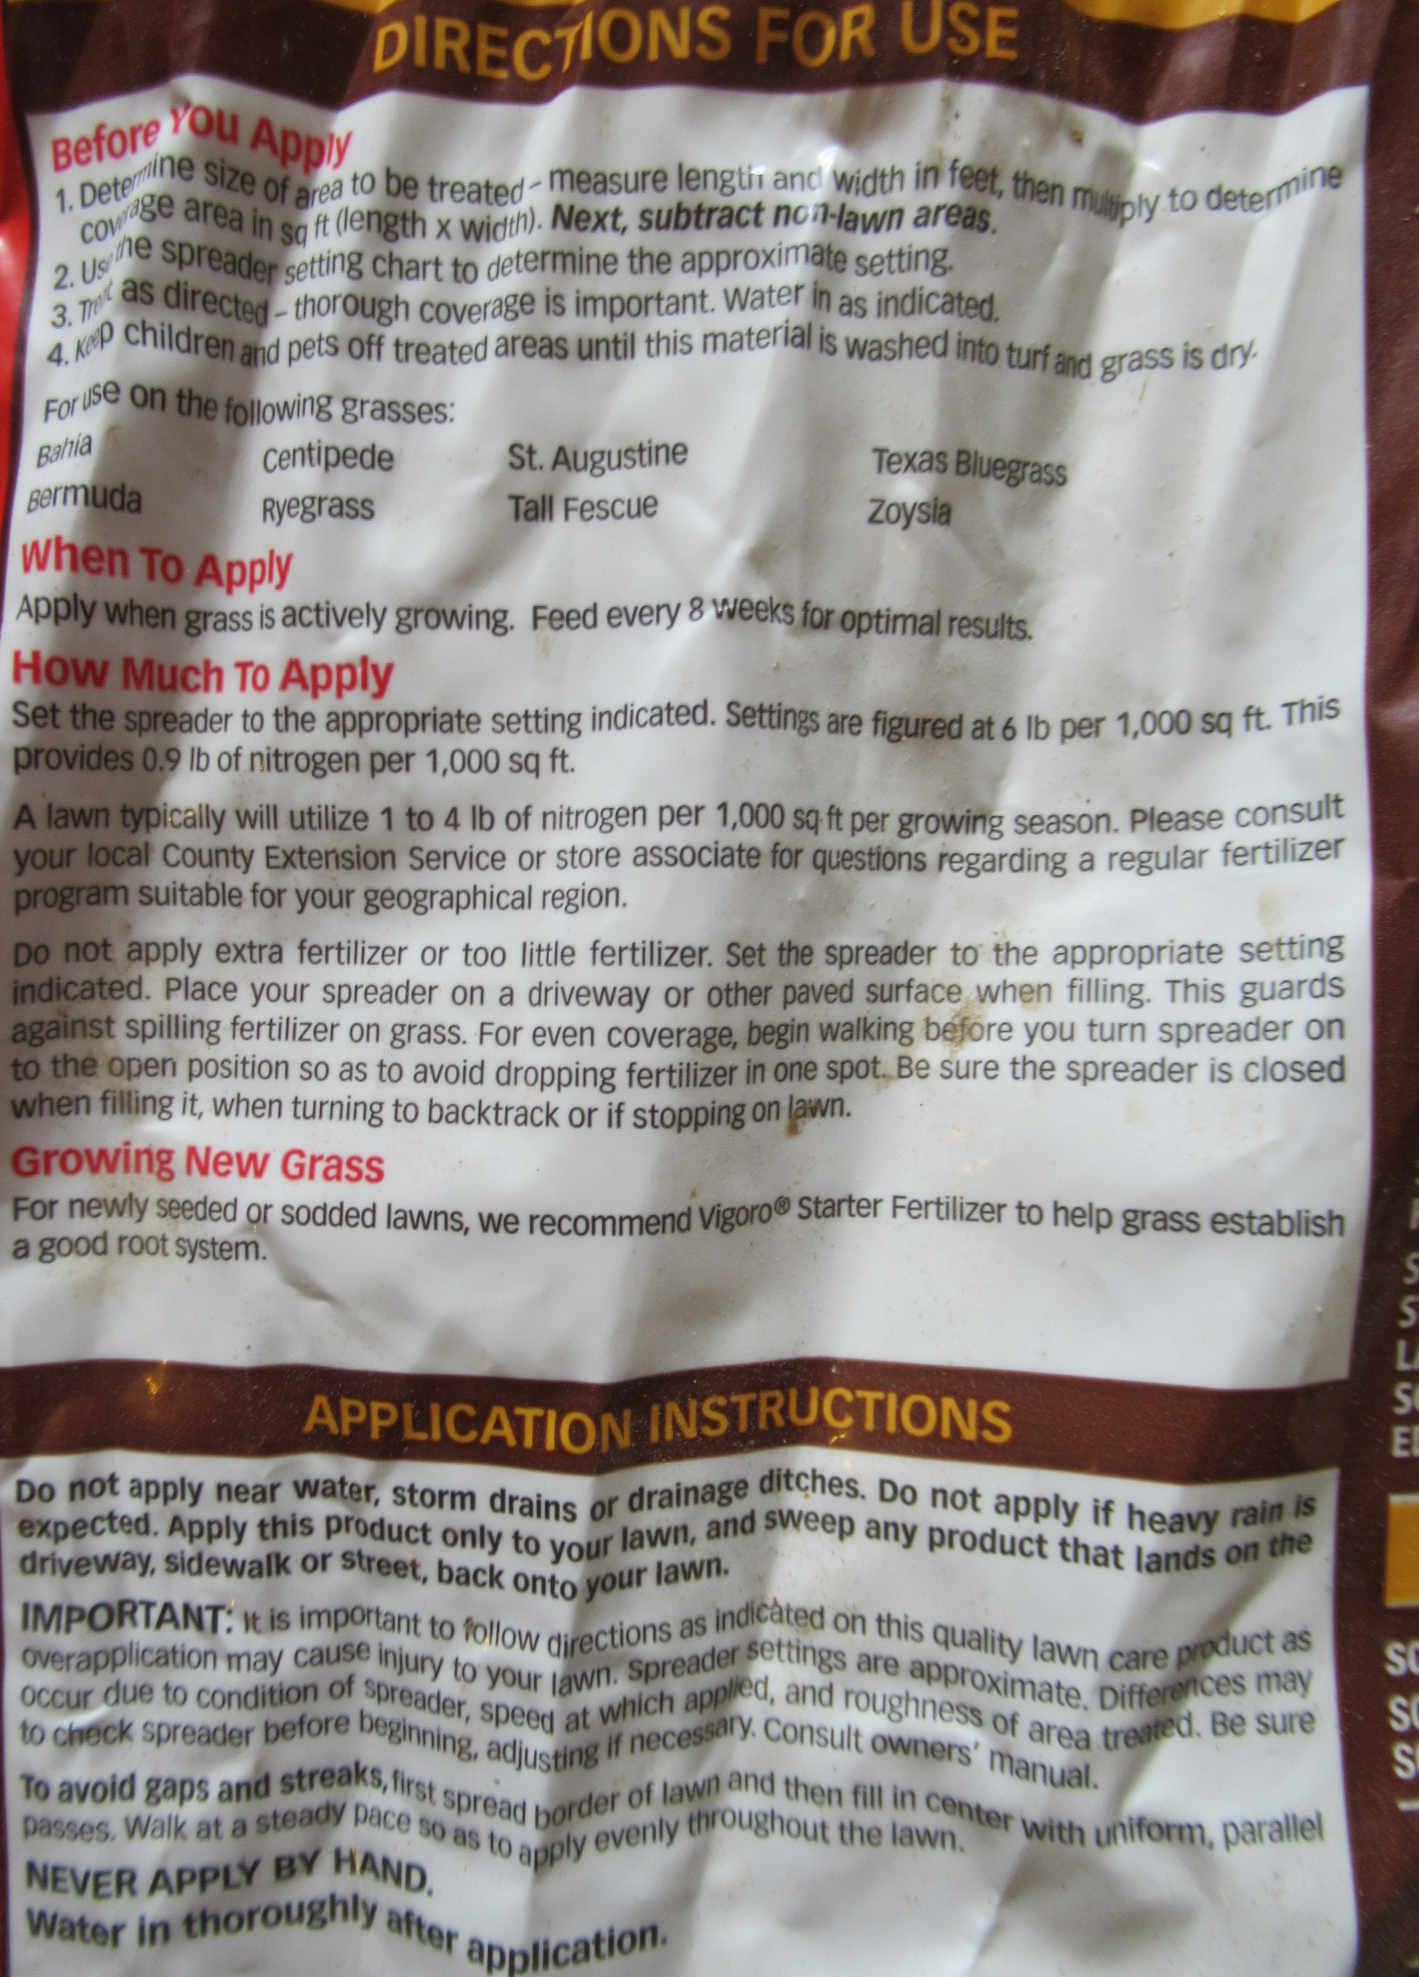 DIRECTIONS FOR USE
Before You Apply
1. Determine size of area to be treated - measure length and width in feet, then multiply to determine
coverage area in sq ft (length x width). Next, subtract non-lawn areas.
2. Use the spreader setting chart to determine the approximate setting.
3. Treat as directed – thorough coverage is important. Water in as indicated.
4. Keep children and pets off treated areas until this material is washed into turf and grass is dry.
For use on the following grasses:
Bahia Centipede St. Augustine Texas Bluegrass
Bermuda Ryegrass Tall Fescue Zoysia
When To Apply
Apply when grass is actively growing. Feed every 8 weeks for optimal results.
How Much To Apply
Set the spreader to the appropriate setting indicated. Settings are figured at 6 lb per 1,000 sq ft. This
provides 0.9 lb of nitrogen per 1,000 sq ft.
A lawn typically will utilize 1 to 4 lb of nitrogen per 1,000 sq ft per growing season. Please consult
your local County Extension Service or store associate for questions regarding a regular fertilizer
program suitable for your geographical region.
Do not apply extra fertilizer or too little fertilizer. Set the spreader to the appropriate setting
indicated. Place your spreader on a driveway or other paved surface when filling. This guards
against spilling fertilizer on grass. For even coverage, begin walking before you turn spreader on
to the open position so as to avoid dropping fertilizer in one spot. Be sure the spreader is closed
when filling it, when turning to backtrack or if stopping on lawn.
Growing New Grass
For newly seeded or sodded lawns, we recommend Vigoro® Starter Fertilizer to help grass establish
a good root system.
APPLICATION INSTRUCTIONS
Do not apply near water, storm drains or drainage ditches. Do not apply if heavy rain is
expected. Apply this product only to your lawn, and sweep any product that lands on the
driveway, sidewalk or street, back onto your lawn.
IMPORTANT: It is important to follow directions as indicated on this quality lawn care product as
overapplication may cause injury to your lawn. Spreader settings are approximate. Differences may
occur due to condition of spreader, speed at which applied, and roughness of area treated. Be sure
to check spreader before beginning, adjusting if necessary. Consult owners' manual.
To avoid gaps and streaks, first spread border of lawn and then fill in center with uniform, parallel
passes. Walk at a steady pace so as to apply evenly throughout the lawn.
NEVER APPLY BY HAND.
Water in thoroughly after application.